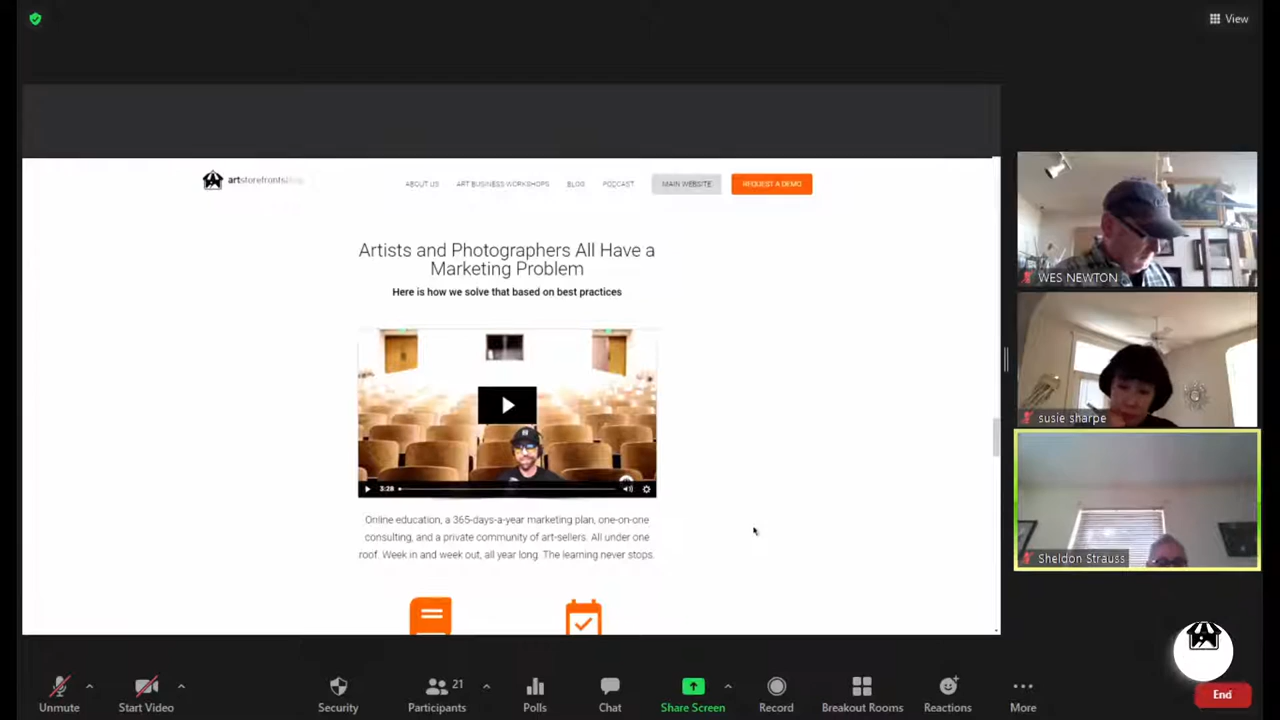 View
artstorefrontsblog
ABOUT US
ART BUSINESS WORKSHOPS
BLOG
PODCAST
MAIN WEBSITE
REQUEST A DEMO
Artists and Photographers All Have a
Marketing Problem
Here is how we solve that based on best practices
3:28
Online education, a 365-days-a-year marketing plan, one-on-one
consulting, and a private community of art-sellers. All under one
roof. Week in and week out, all year long. The learning never stops.
WES NEWTON
susie sharpe
Sheldon Strauss
Unmute
Start Video
Security
Participants
21
Polls
Chat
Share Screen
Record
Breakout Rooms
Reactions
More
End